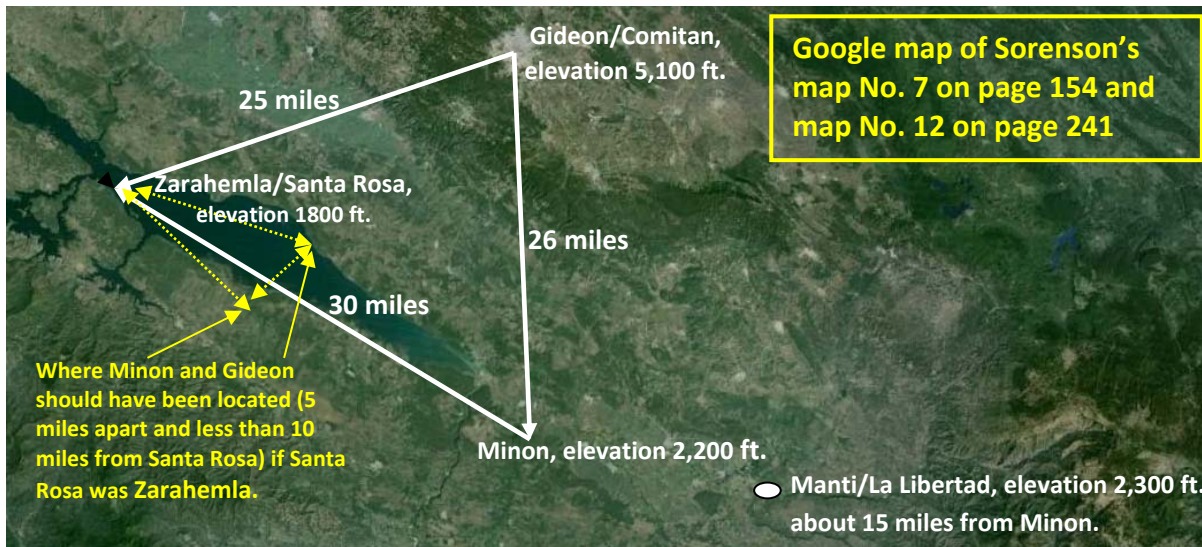 Gideon/Comitan,
elevation 5,100 ft.
Google map of Sorenson’s
map No. 7 on page 154 and
map No. 12 on page 241
25 miles
Zarahemla/Santa Rosa,
elevation 1800 ft.
26 miles
30 miles
Where Minon and Gideon
should have been located (5
miles apart and less than 10
miles from Santa Rosa) if Santa
Rosa was Zarahemla.
Minon, elevation 2,200 ft.
Manti/La Libertad, elevation 2,300 ft.
about 15 miles from Minon.